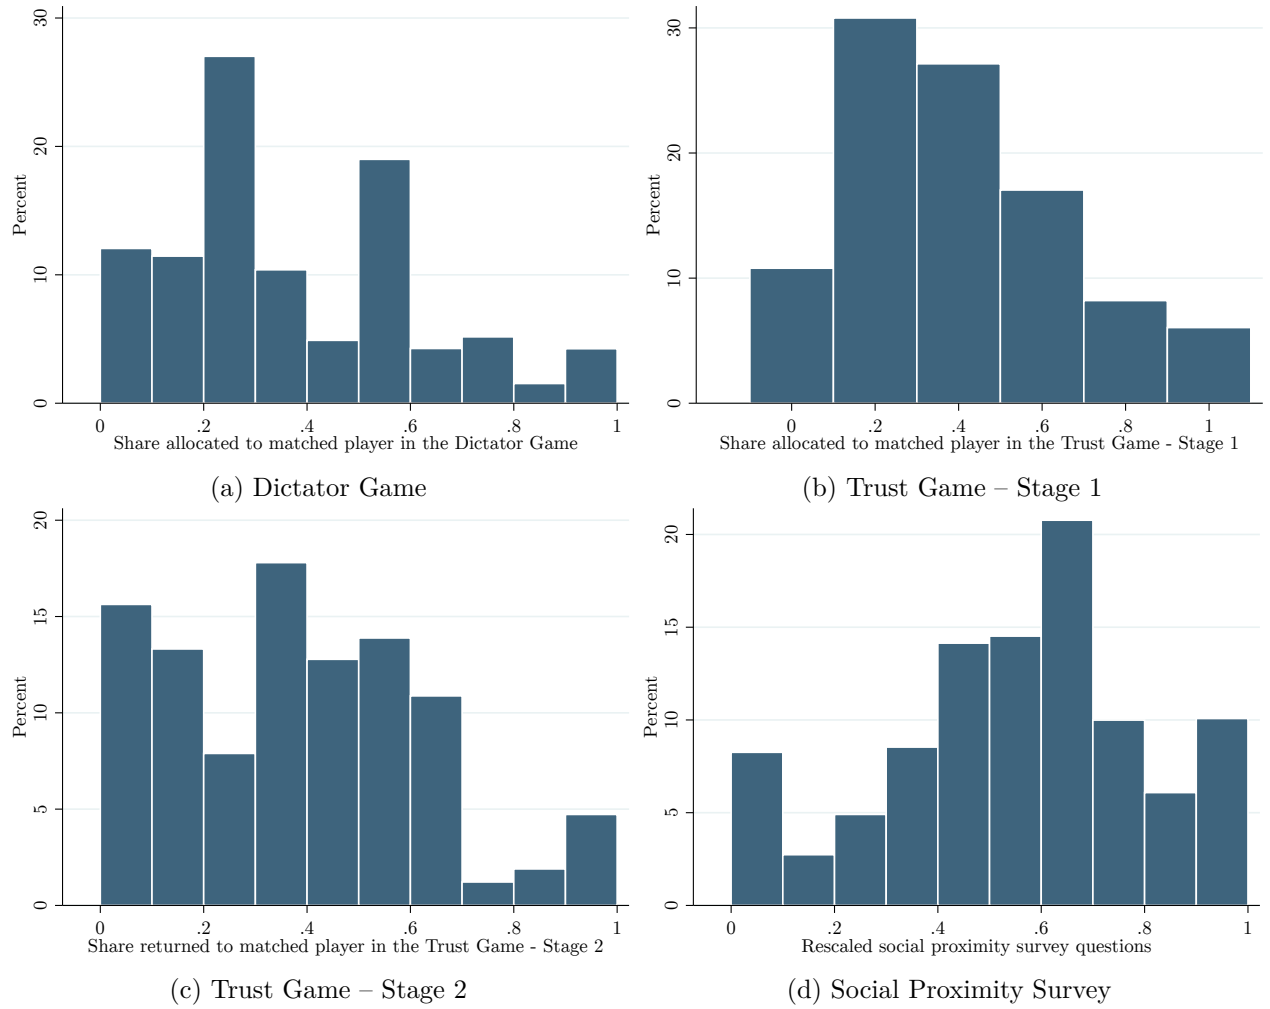 30
20
10
0
Percent
0 .2 .4 .6 .8 1
Share allocated to matched player in the Dictator Game
(a) Dictator Game
30
20
10
0
Percent
0 .2 .4 .6 .8 1
Share allocated to matched player in the Trust Game - Stage 1
(b) Trust Game – Stage 1
20
15
10
5
0
Percent
0 .2 .4 .6 .8 1
Share returned to matched player in the Trust Game - Stage 2
(c) Trust Game – Stage 2
20
15
10
5
0
Percent
0 .2 .4 .6 .8 1
Rescaled social proximity survey questions
(d) Social Proximity Survey